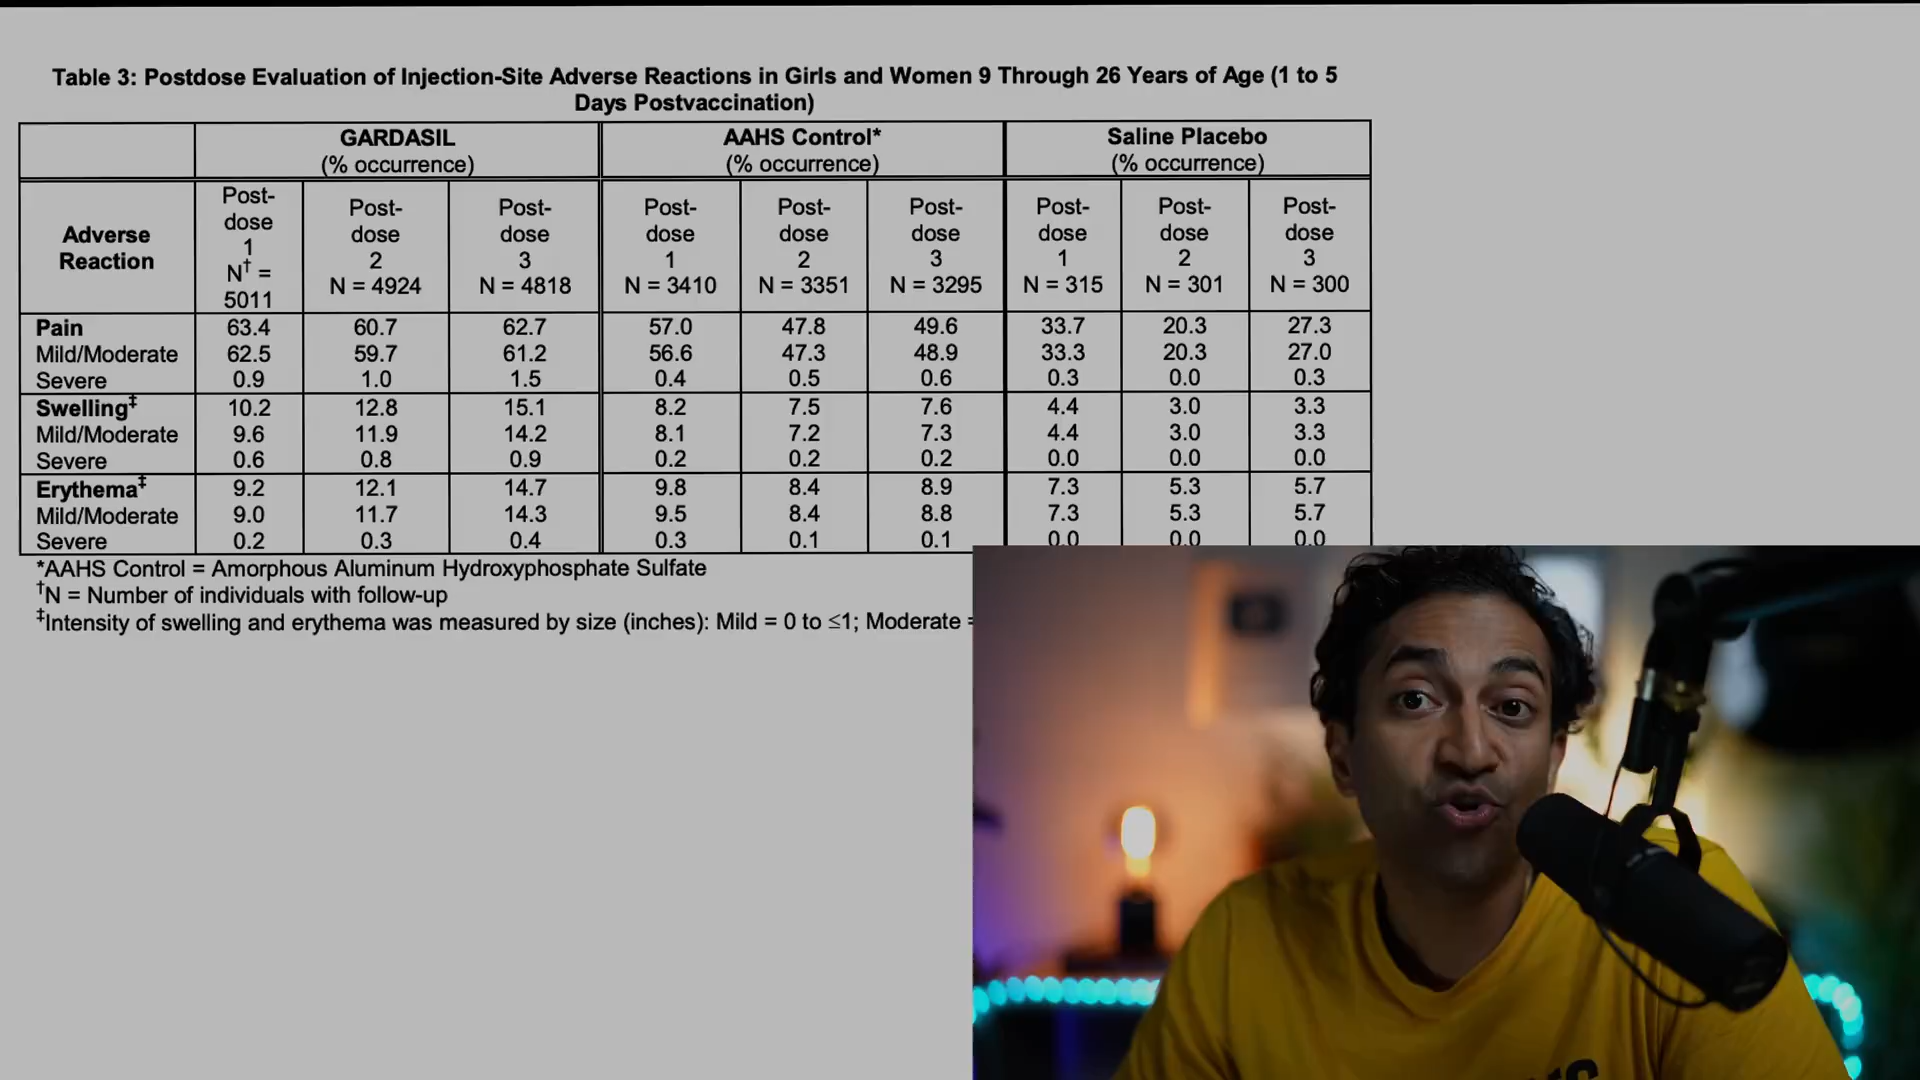 Table 3: Postdose Evaluation of Injection-Site Adverse Reactions in Girls and Women 9 Through 26 Years of Age (1 to 5
Days Postvaccination)
GARDASIL
(% occurrence)
AAHS Control*
(% occurrence)
Saline Placebo
(% occurrence)
Adverse
Reaction
Post-
dose
1
N† =
5011
Post-
dose
2
N = 4924
Post-
dose
3
N = 4818
Post-
dose
1
N = 3410
Post-
dose
2
N = 3351
Post-
dose
3
N = 3295
Post-
dose
1
N = 315
Post-
dose
2
N = 301
Post-
dose
3
N = 300
Pain 63.4 60.7 62.7 57.0 47.8 49.6 33.7 20.3 27.3
Mild/Moderate 62.5 59.7 61.2 56.6 47.3 48.9 33.3 20.3 27.0
Severe 0.9 1.0 1.5 0.4 0.5 0.6 0.3 0.0 0.3
Swelling‡ 10.2 12.8 15.1 8.2 7.5 7.6 4.4 3.0 3.3
Mild/Moderate 9.6 11.9 14.2 8.1 7.2 7.3 4.4 3.0 3.3
Severe 0.6 0.8 0.9 0.2 0.2 0.2 0.0 0.0 0.0
Erythema‡ 9.2 12.1 14.7 9.8 8.4 8.9 7.3 5.3 5.7
Mild/Moderate 9.0 11.7 14.3 9.5 8.4 8.8 7.3 5.3 5.7
Severe 0.2 0.3 0.4 0.3 0.1 0.1 0.0 0.0 0.0
*AAHS Control = Amorphous Aluminum Hydroxyphosphate Sulfate
†N = Number of individuals with follow-up
‡Intensity of swelling and erythema was measured by size (inches): Mild = 0 to ≤1; Moderate =